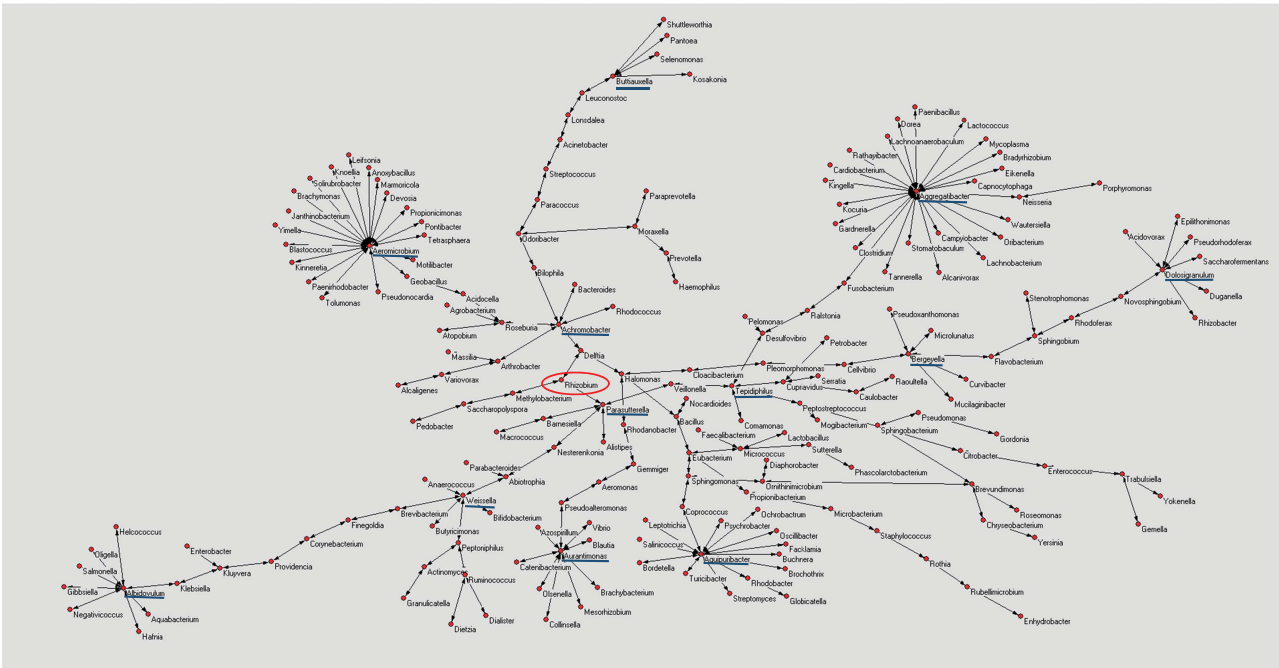 Shuttleworthia
Pantoea
Selenomonas
Kosakonia
Buttiauxella
Leuconostoc
Lonsdalea
Acinetobacter
Streptococcus
Paracoccus
Odoribacter
Paraprevotella
Moraxella
Prevotella
Haemophilus
Bilophila
Bacteroides
Rhodococcus
Achromobacter
Leifsonia
Knoellia
Anoxybacillus
Solirubrobacter
Marmoricola
Brachymonas
Devosia
Janthinobacterium
Propionicimonas
Yimella
Pontibacter
Tetrasphaera
Blastococcus
Aeromicrobium
Kinneretia
Motilibacter
Paenirhodobacter
Geobacillus
Tolumonas
Pseudonocardia
Acidocella
Agrobacterium
Roseburia
Atopobium
Massilia
Arthrobacter
Alcaligenes
Variovorax
Delftia
Rhizobium
Halomonas
Methylobacterium
Saccharopolyspora
Pedobacter
Parasutterella
Barnesiella
Macrococcus
Alistipes
Nesterenkonia
Rhodanobacter
Gemmiger
Aeromonas
Pseudoalteromonas
Parabacteroides
Abiotrophia
Anaerococcus
Weissella
Bifidobacterium
Brevibacterium
Butyricimonas
Finegoldia
Corynebacterium
Providencia
Enterobacter
Kluyvera
Klebsiella
Helcococcus
Oligella
Salmonella
Gibbsiella
Albidovulum
Negativicoccus
Aquabacterium
Hafnia
Peptoniphilus
Actinomyces
Ruminococcus
Granulicatella
Dietzia
Dialister
Azospirillum
Vibrio
Blautia
Aurantimonas
Catenibacterium
Olsenella
Brachybacterium
Collinsella
Mesorhizobium
Paenibacillus
Dorea
Lactococcus
Lachnoanaerobaculum
Mycoplasma
Rathayibacter
Bradyrhizobium
Cardiobacterium
Eikenella
Kingella
Capnocytophaga
Aggregatibacter
Neisseria
Porphyromonas
Kocuria
Gardnerella
Wautersiella
Campylobacter
Oribacterium
Stomatobaculum
Clostridium
Lachnobacterium
Tannerella
Alcanivorax
Fusobacterium
Ralstonia
Pelomonas
Desulfovibrio
Petrobacter
Pleomorphomonas
Cloacibacterium
Veillonella
Tepidiphilus
Cupravidus
Serratia
Caulobacter
Raoultella
Cellvibrio
Pseudoxanthomonas
Microlunatus
Bergeyella
Curvibacter
Mucilaginibacter
Flavobacterium
Stenotrophomonas
Sphingobium
Rhodoferax
Novosphingobium
Acidovorax
Epilithonimonas
Pseudorhodoferax
Saccharofermentans
Dolosigranulum
Duganella
Rhizobacter
Nocardioides
Bacillus
Comamonas
Peptostreptococcus
Mogibacterium
Sphingobacterium
Pseudomonas
Gordonia
Citrobacter
Enterococcus
Trabulsiella
Yokenella
Gemella
Faecalibacterium
Lactobacillus
Sutterella
Micrococcus
Phascolarctobacterium
Eubacterium
Diaphorobacter
Sphingomonas
Ornithinimicrobium
Brevundimonas
Roseomonas
Chryseobacterium
Yersinia
Propionibacterium
Microbacterium
Staphylococcus
Rothia
Rubellimicrobium
Enhydrobacter
Coprococcus
Leptotrichia
Ochrobactrum
Psychrobacter
Salinicoccus
Oscillibacter
Facklamia
Bordetella
Aquipuribacter
Buchnera
Brochothrix
Turicibacter
Rhodobacter
Streptomyces
Globicatella